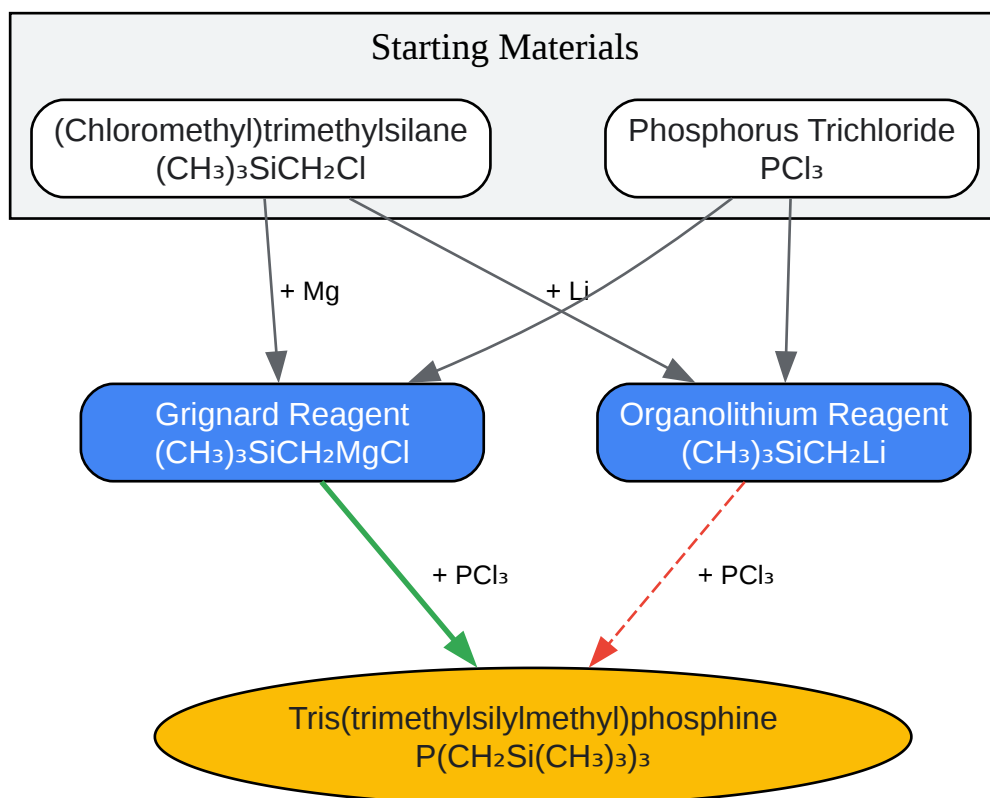 Starting Materials
(Chloromethyl)trimethylsilane
(CH₃)₃SiCH₂Cl
Phosphorus Trichloride
PCl₃
+ Mg
+ Li
Grignard Reagent
(CH₃)₃SiCH₂MgCl
Organolithium Reagent
(CH₃)₃SiCH₂Li
+ PCl₃
+ PCl₃
Tris(trimethylsilylmethyl)phosphine
P(CH₂Si(CH₃)₃)₃